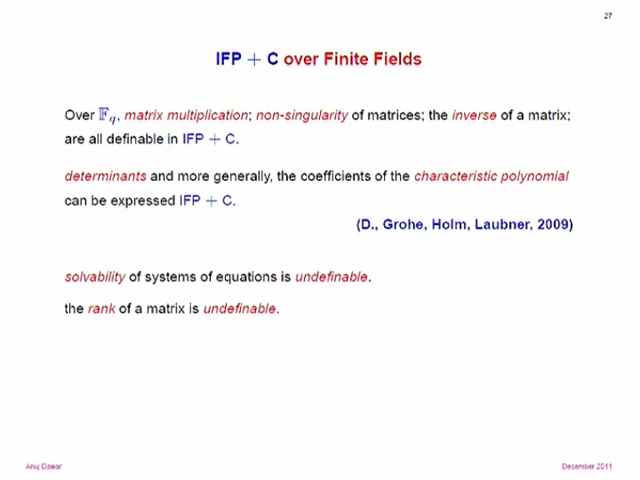 27
IFP + C over Finite Fields
Over 𝔽q, matrix multiplication; non-singularity of matrices; the inverse of a matrix;
are all definable in IFP + C.
determinants and more generally, the coefficients of the characteristic polynomial
can be expressed IFP + C.
(D., Grohe, Holm, Laubner, 2009)
solvability of systems of equations is undefinable.
the rank of a matrix is undefinable.
Anuj Dawar December 2011